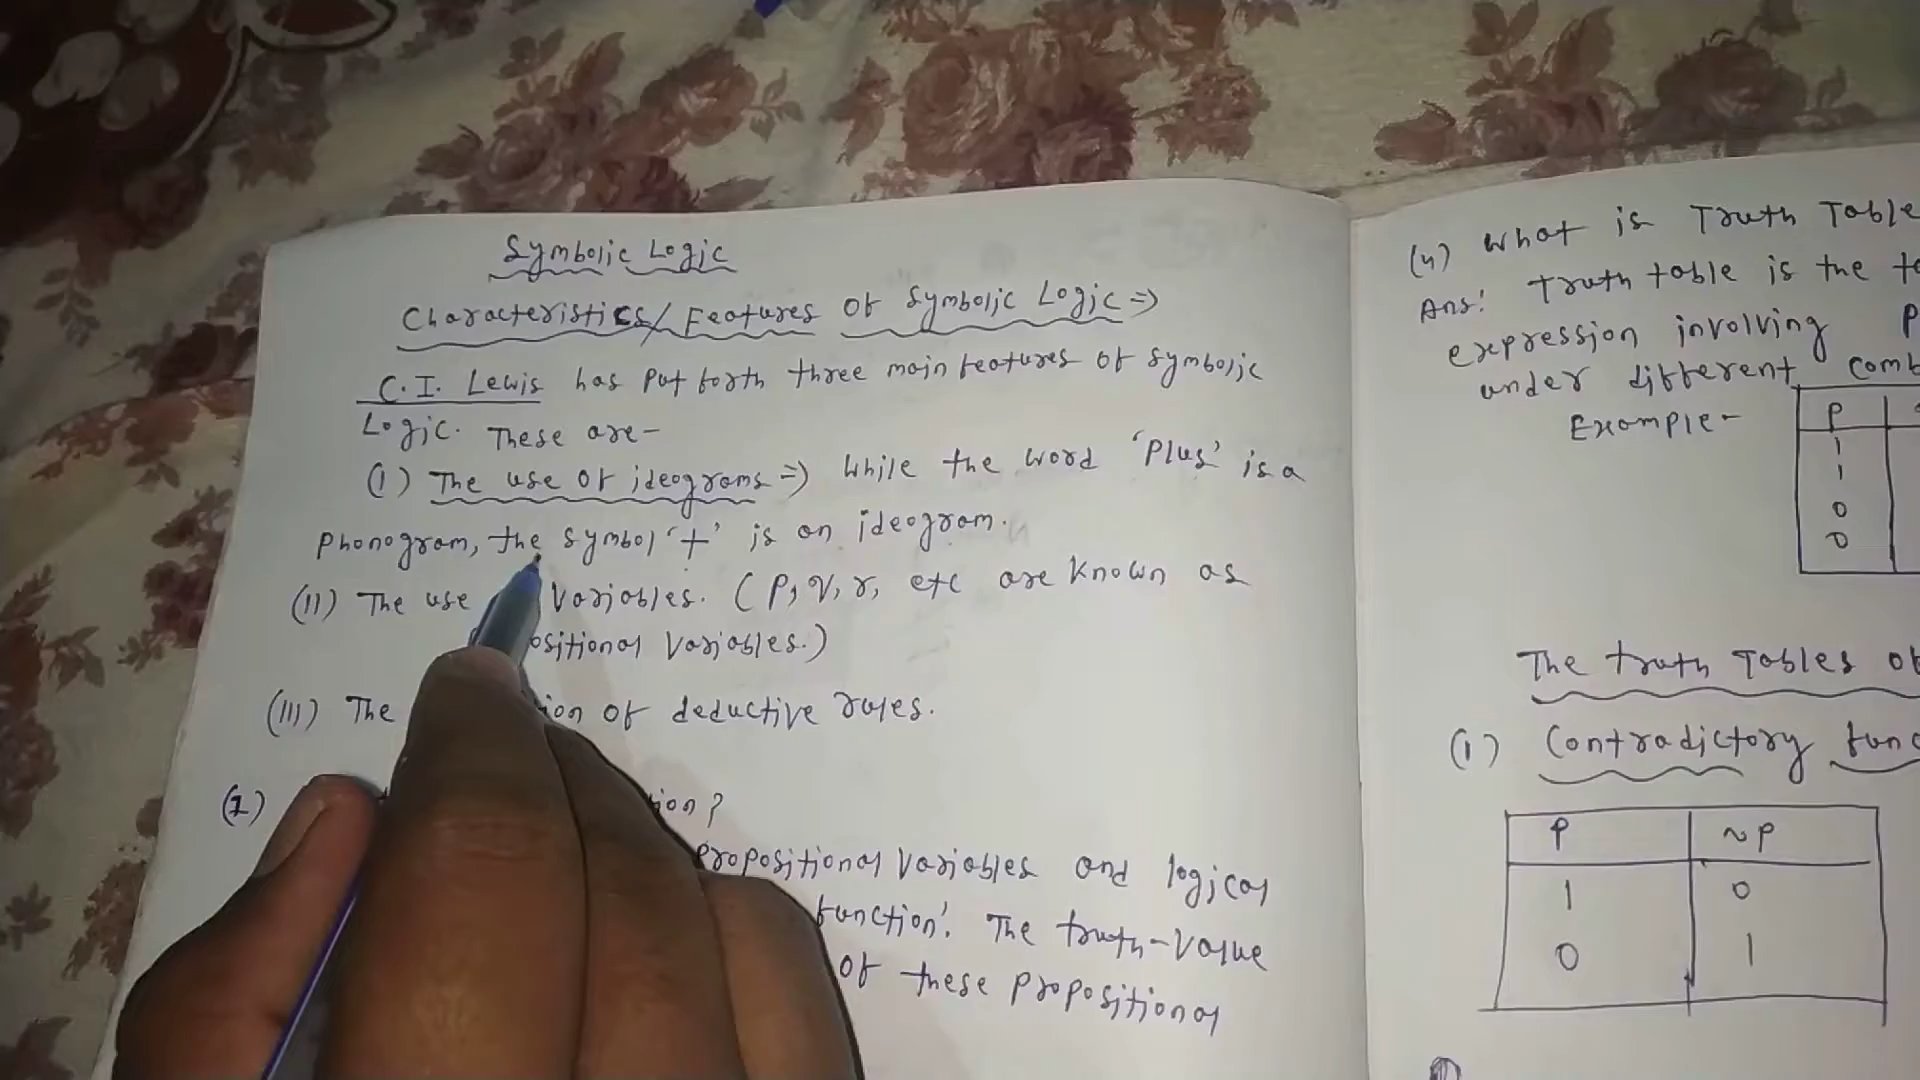 Symbolic Logic
Characteristics/Features of Symbolic Logic ⇒
C.I. Lewis has put forth three main features of symbolic
Logic. These are-
(I) The use of ideograms ⇒ While the word 'Plus' is a
phonogram, the symbol '+' is an ideogram.
(II) The use Variables. (P, q, r, etc are known as
ositional Variables.)
(III) The ion of deductive rules.
(1) ion?
propositional variables and logical
function'. The truth-value
of these propositional
(4) What is Truth Table
Ans: Truth table is the
expression involving P
under different comb
Example-
P
1
1
0
0
The truth Tables of
(1) Contradictory func
P ~P
1 0
0 1